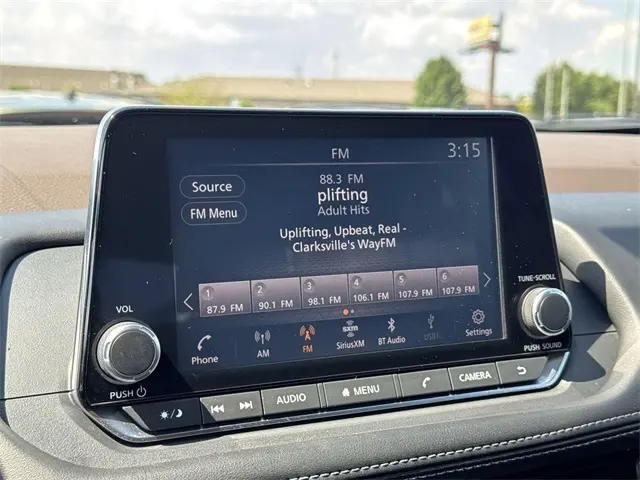 FM
3:15
Source
FM Menu
88.3 FM
plifting
Adult Hits
Uplifting, Upbeat, Real -
Clarksville's WayFM
1 2 3 4 5 6
87.9 FM 90.1 FM 98.1 FM 106.1 FM 107.9 FM 107.9 FM
Phone AM FM SXM SiriusXM BT Audio USB Settings
VOL
PUSH
TUNE-SCROLL
PUSH SOUND
AUDIO MENU CAMERA